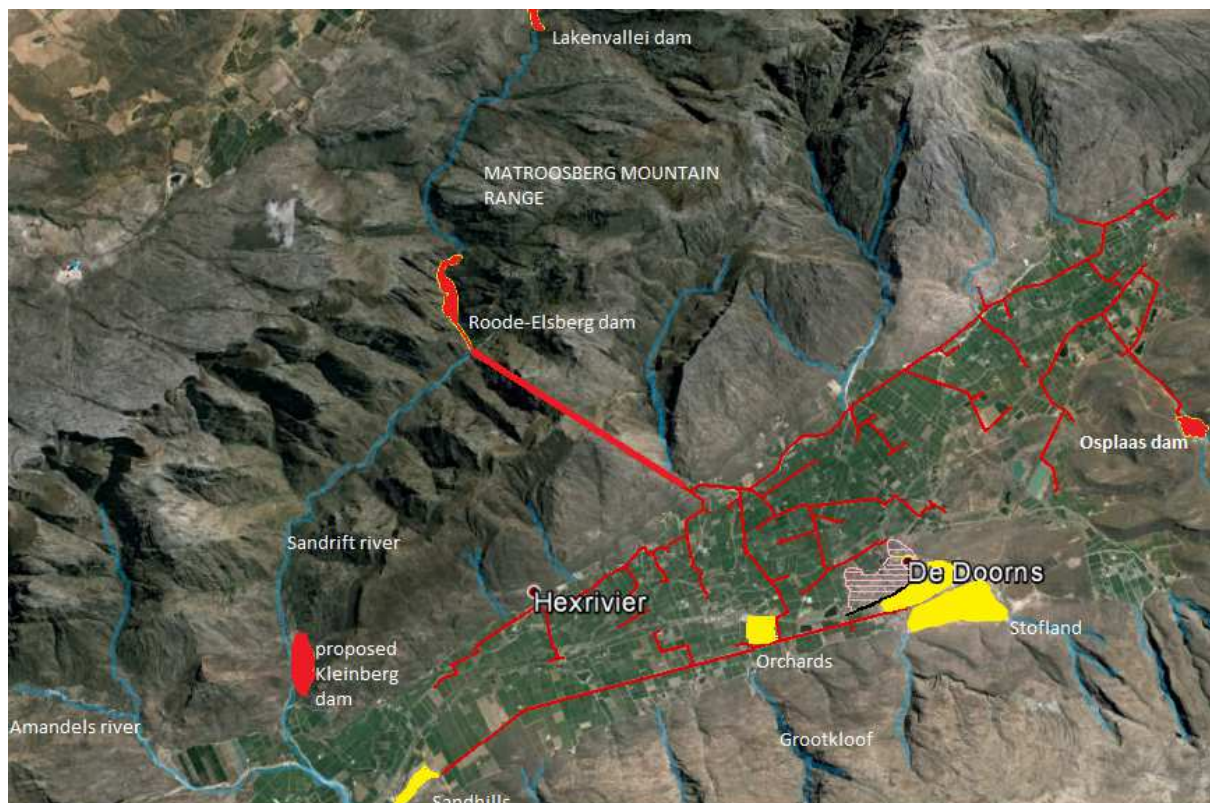 Lakenvallei dam
MATROOSBERG MOUNTAIN
RANGE
Roode-Elsberg dam
Osplaas dam
Sandrift river
De Doorns
Hexrivier
Stofland
proposed
Kleinberg
dam
Orchards
Amandels river
Grootkloof
Sandhills